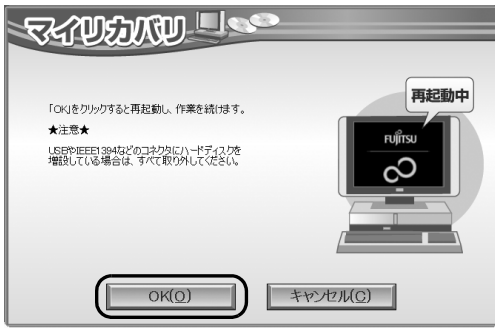 マイリカバリ
再起動中
「OK」をクリックすると再起動し、作業を続けます。
★注意★
USBやIEEE1394などのコネクタにハードディスクを
増設している場合は、すべて取り外してください。
FUJITSU
OK(O)
キャンセル(C)